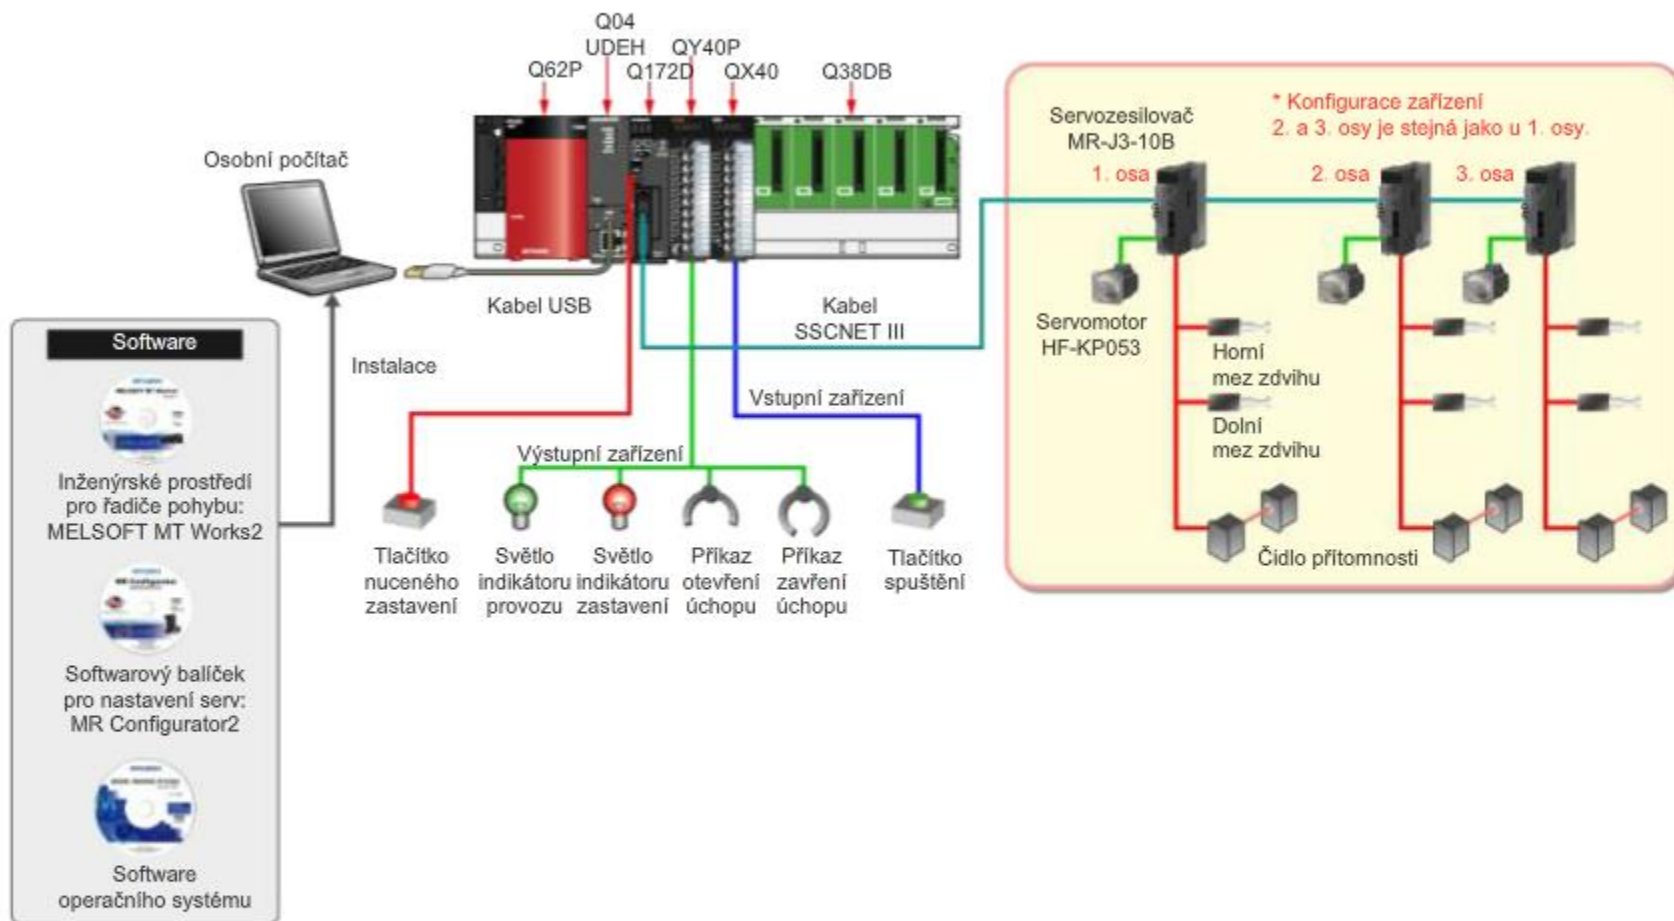 Q04
UDEH
QY40P
Q62P
Q172D
QX40
Q38DB
Osobní počítač
Kabel USB
Kabel
SSCNET III
Instalace
Software
Inženýrské prostředí
pro řadiče pohybu:
MELSOFT MT Works2
Softwarový balíček
pro nastavení serv:
MR Configurator2
Software
operačního systému
Vstupní zařízení
Výstupní zařízení
Tlačítko
nuceného
zastavení
Světlo
indikátoru
provozu
Světlo
indikátoru
zastavení
Příkaz
otevření
úchopu
Příkaz
zavření
úchopu
Tlačítko
spuštění
Servozesilovač
MR-J3-10B
* Konfigurace zařízení
2. a 3. osy je stejná jako u 1. osy.
1. osa
2. osa
3. osa
Servomotor
HF-KP053
Horní
mez zdvihu
Dolní
mez zdvihu
Čidlo přítomnosti